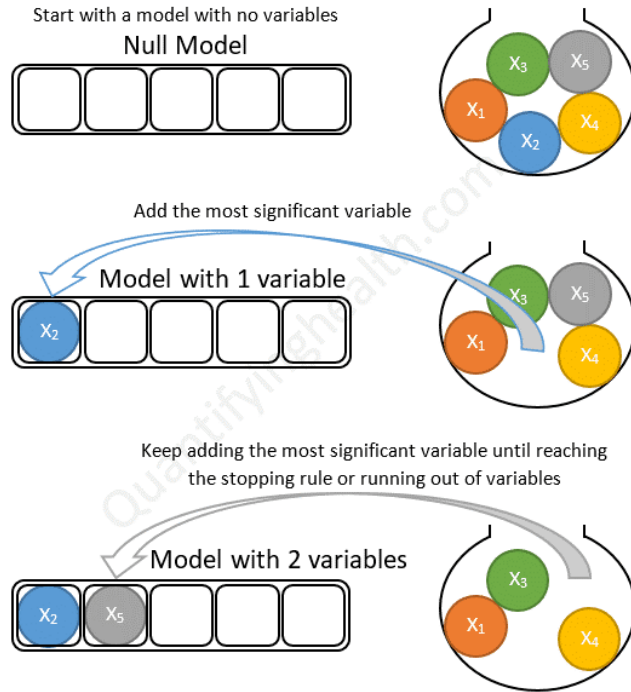 Start with a model with no variables
Null Model
X3
X5
X1
X4
X2
Add the most significant variable
Model with 1 variable
X2
X3
X5
X1
X4
Keep adding the most significant variable until reaching
the stopping rule or running out of variables
Model with 2 variables
X2
X5
X3
X1
X4
Quantifyinghealth.com